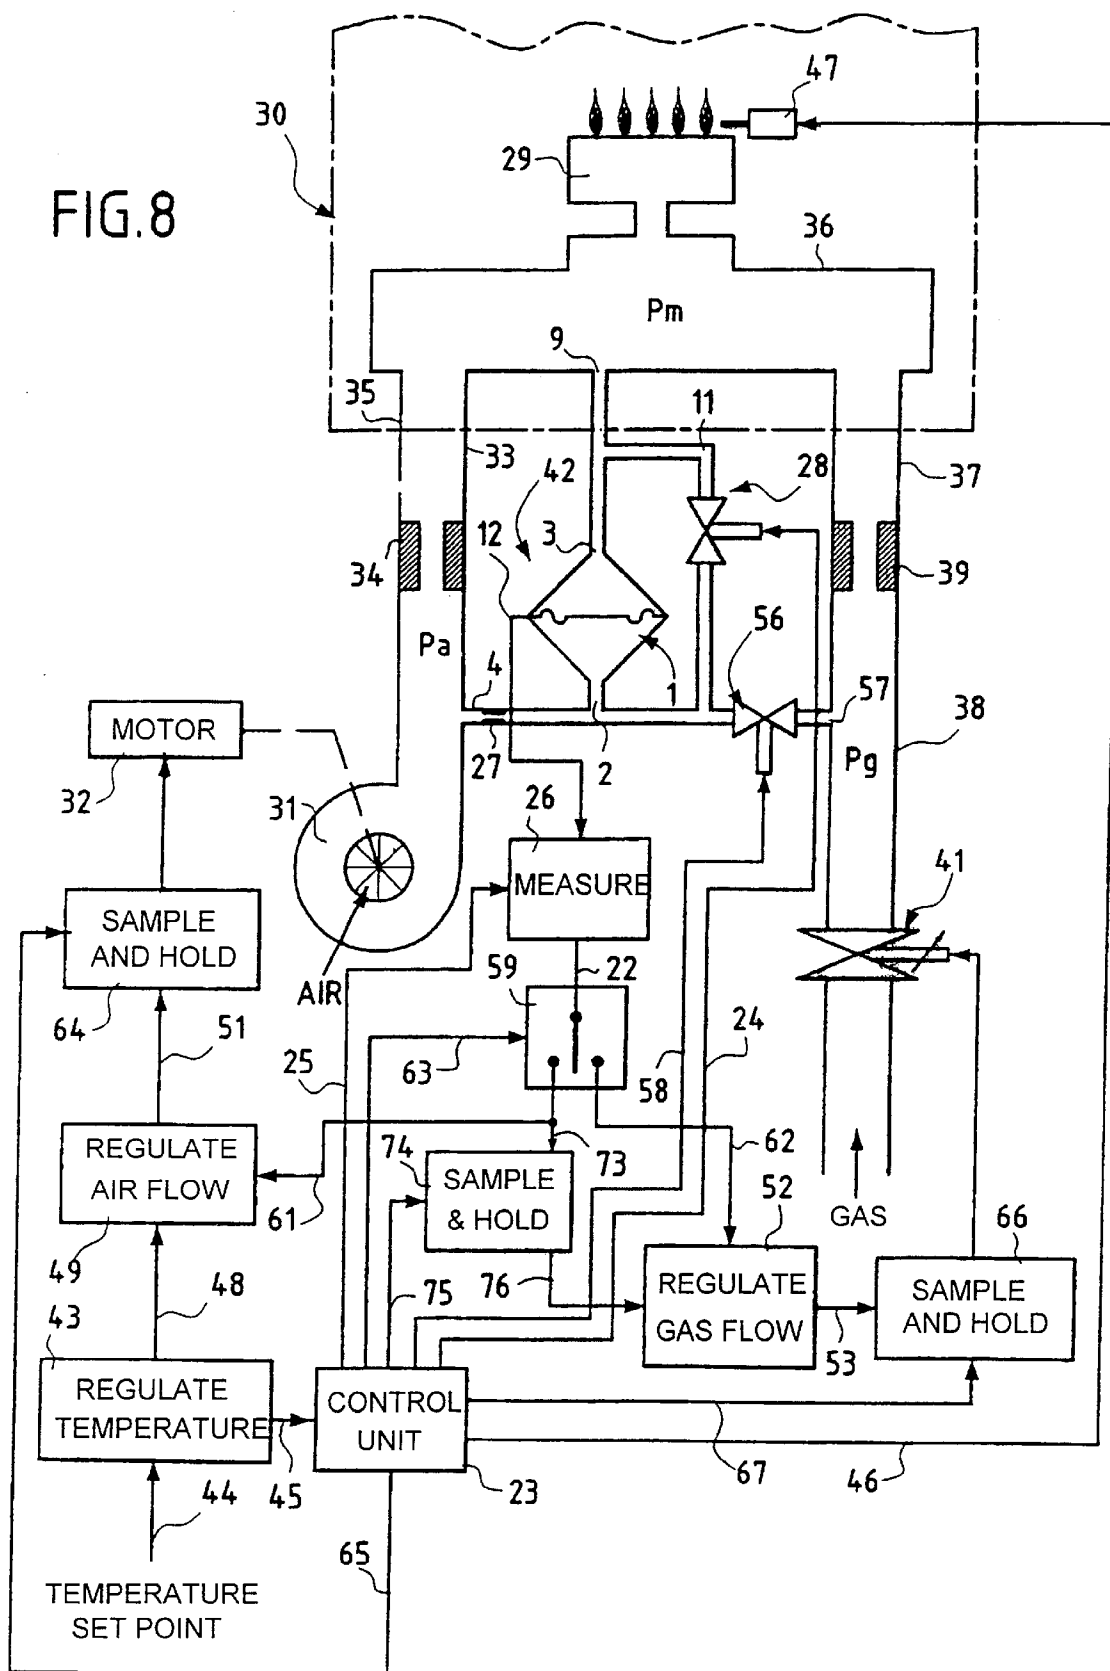 47
30
29
FIG.8
36
Pm
9
35
11
33
42
28
37
12
3
34
39
Pa
56
4
1
57
38
MOTOR
27
2
Pg
32
31
26
41
MEASURE
SAMPLE
AND HOLD
22
59
AIR
64
51
24
25
63
58
REGULATE
AIR FLOW
74
73
62
SAMPLE
& HOLD
61
52
GAS
66
49
48
76
REGULATE
GAS FLOW
SAMPLE
AND HOLD
75
43
53
REGULATE
TEMPERATURE
CONTROL
UNIT
44
45
23
67
46
65
TEMPERATURE
SET POINT